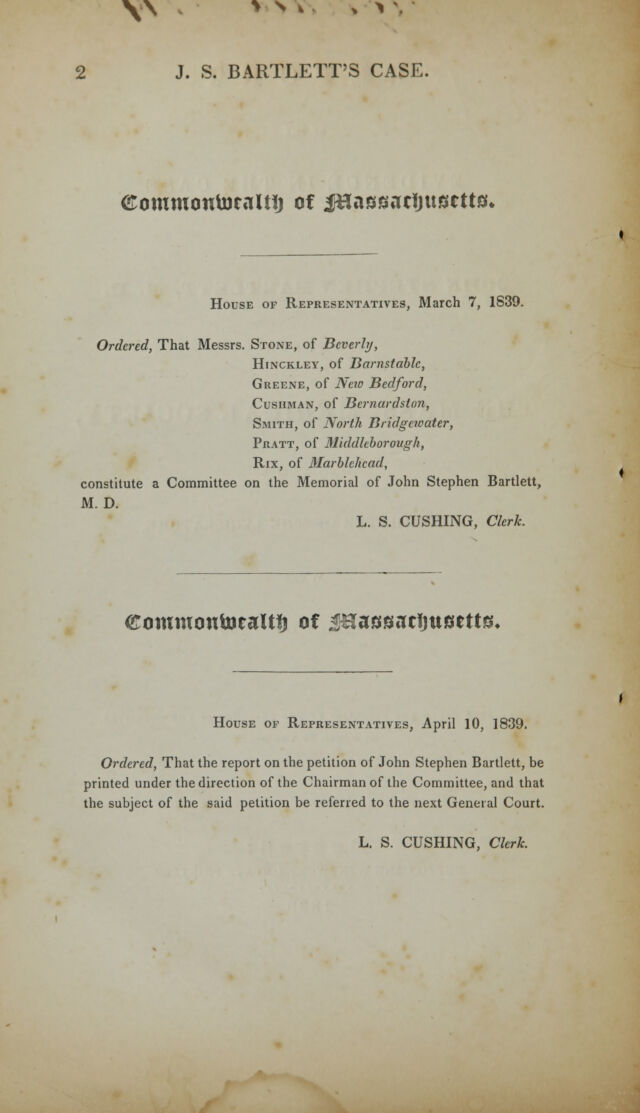 2 J. S. BARTLETT'S CASE.
Commonwealth of Massachusetts.
HOUSE OF REPRESENTATIVES, March 7, 1839.
Ordered, That Messrs. STONE, of Beverly,
HINCKLEY, of Barnstable,
GREENE, of New Bedford,
CUSHMAN, of Bernardston,
SMITH, of North Bridgewater,
PRATT, of Middleborough,
RIX, of Marblehead,
constitute a Committee on the Memorial of John Stephen Bartlett,
M. D.
L. S. CUSHING, Clerk.
Commonwealth of Massachusetts.
HOUSE OF REPRESENTATIVES, April 10, 1839.
Ordered, That the report on the petition of John Stephen Bartlett, be
printed under the direction of the Chairman of the Committee, and that
the subject of the said petition be referred to the next General Court.
L. S. CUSHING, Clerk.